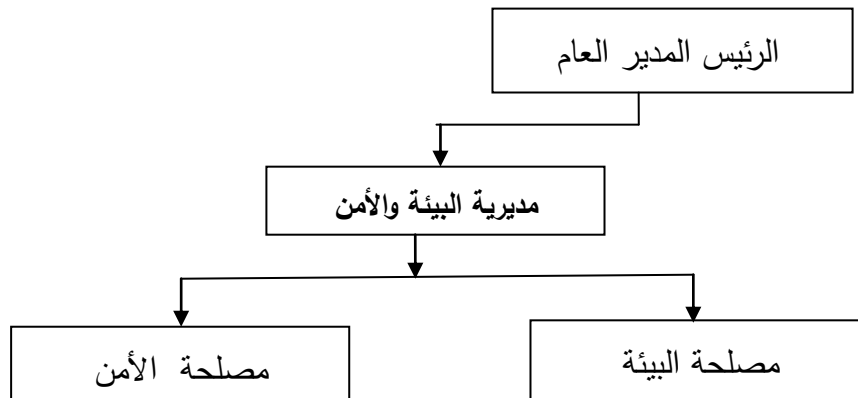 الرئيس المدير العام
مديرية البيئة والأمن
مصلحة البيئة
مصلحة الأمن